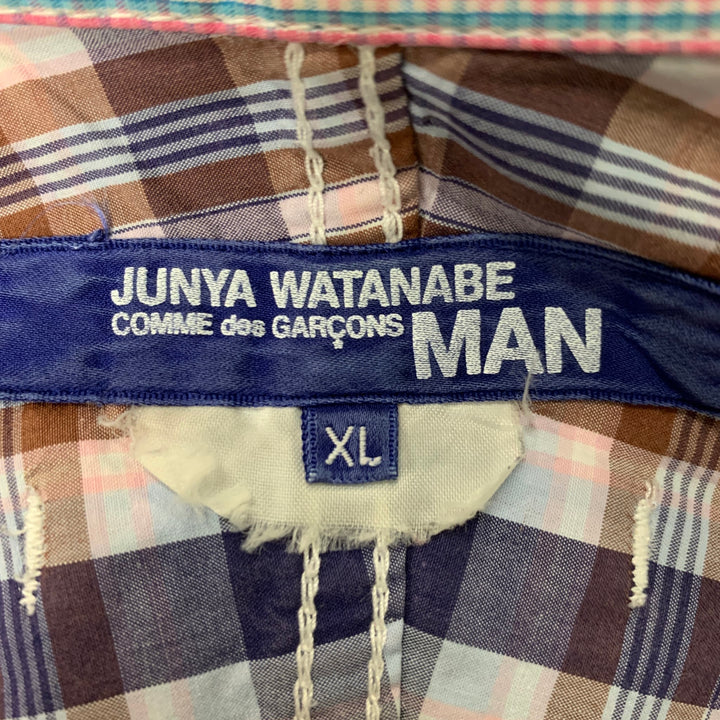 JUNYA WATANABE
COMME des GARÇONS MAN
XL